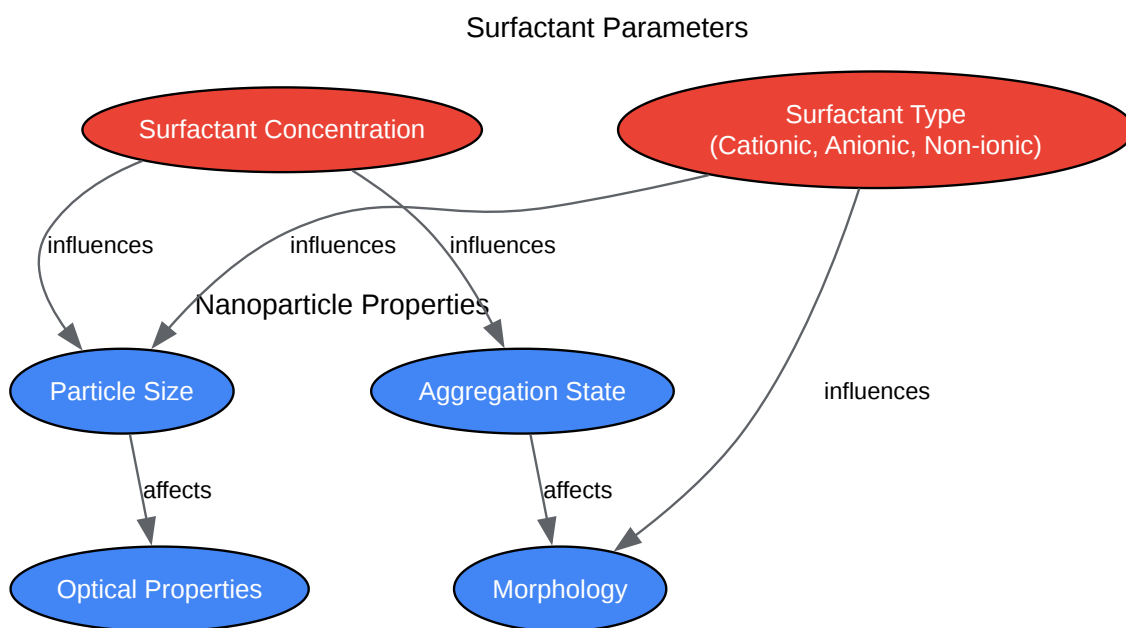 Surfactant Parameters
Surfactant Concentration
Surfactant Type
(Cationic, Anionic, Non-ionic)
influences
influences
influences
Nanoparticle Properties
Particle Size
Aggregation State
influences
affects
affects
Optical Properties
Morphology